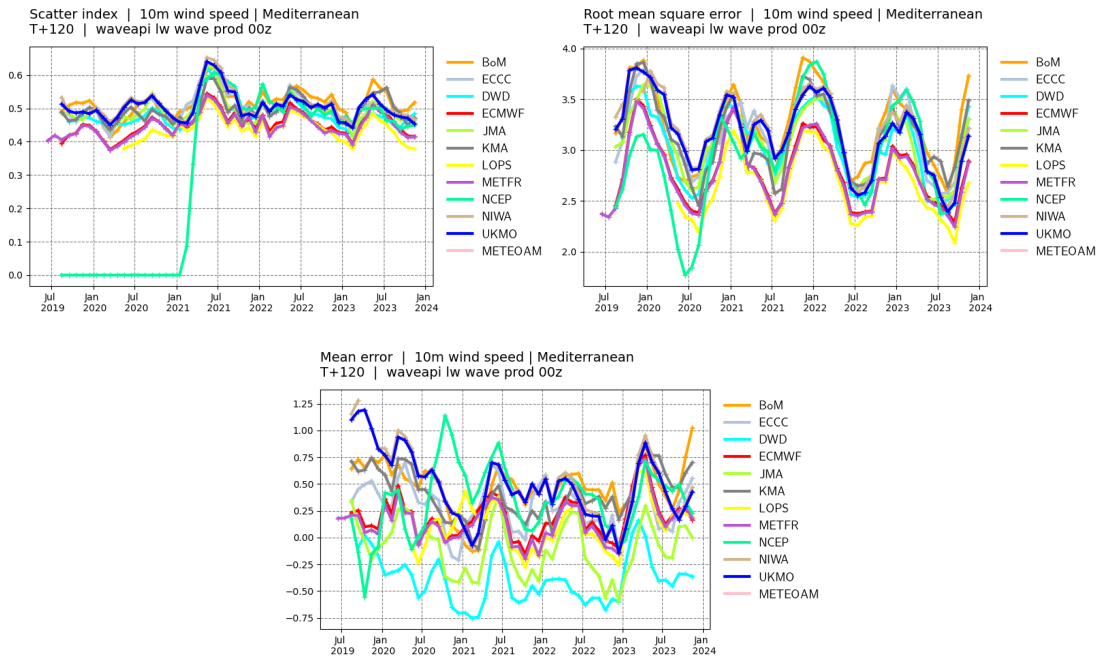 Scatter index | 10m wind speed | Mediterranean
T+120 | waveapi lw wave prod 00z
0.6
0.5
0.4
0.3
0.2
0.1
0.0
Jul 2019
Jan 2020
Jul 2020
Jan 2021
Jul 2021
Jan 2022
Jul 2022
Jan 2023
Jul 2023
Jan 2024
BoM
ECCC
DWD
ECMWF
JMA
KMA
LOPS
METFR
NCEP
NIWA
UKMO
METEOAM
Root mean square error | 10m wind speed | Mediterranean
T+120 | waveapi lw wave prod 00z
4.0
3.5
3.0
2.5
2.0
Jul 2019
Jan 2020
Jul 2020
Jan 2021
Jul 2021
Jan 2022
Jul 2022
Jan 2023
Jul 2023
Jan 2024
BoM
ECCC
DWD
ECMWF
JMA
KMA
LOPS
METFR
NCEP
NIWA
UKMO
METEOAM
Mean error | 10m wind speed | Mediterranean
T+120 | waveapi lw wave prod 00z
1.25
1.00
0.75
0.50
0.25
0.00
−0.25
−0.50
−0.75
Jul 2019
Jan 2020
Jul 2020
Jan 2021
Jul 2021
Jan 2022
Jul 2022
Jan 2023
Jul 2023
Jan 2024
BoM
ECCC
DWD
ECMWF
JMA
KMA
LOPS
METFR
NCEP
NIWA
UKMO
METEOAM